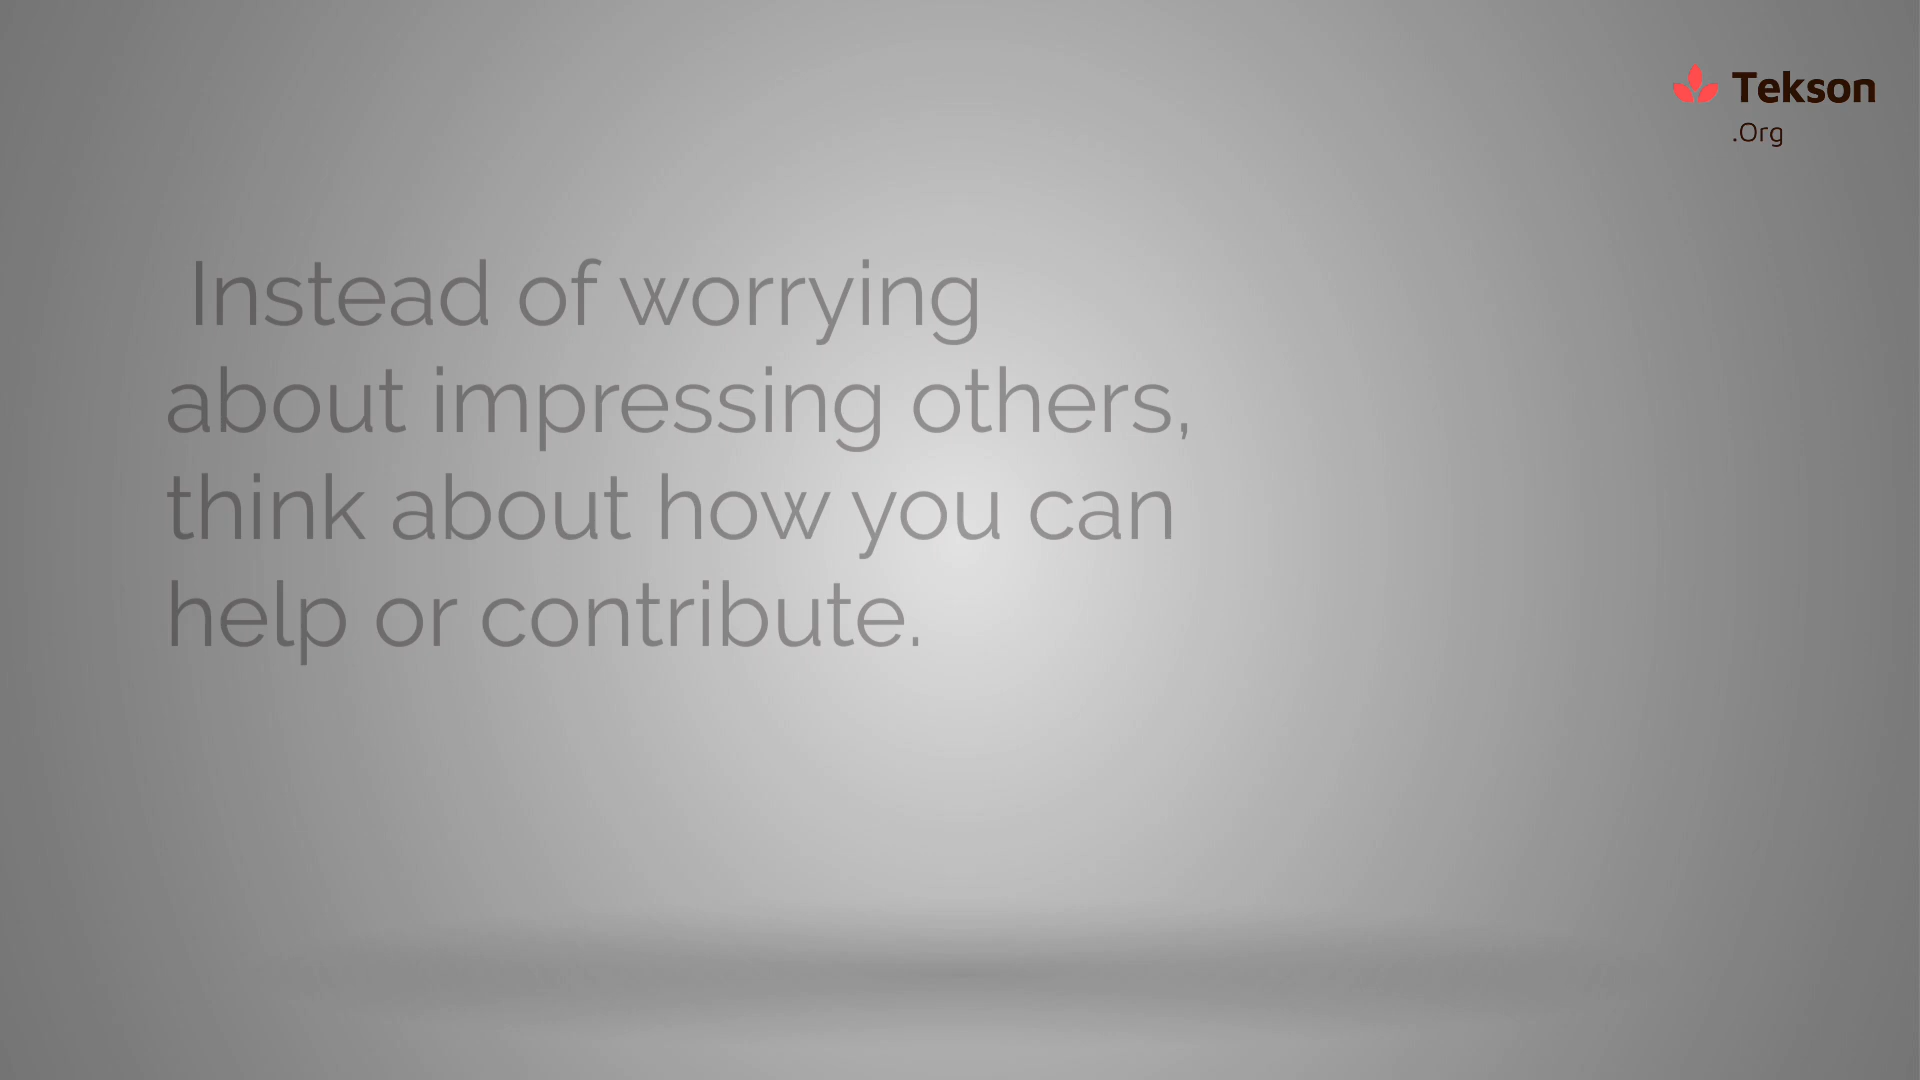 Tekson
.Org
Instead of worrying
about impressing others,
think about how you can
help or contribute.